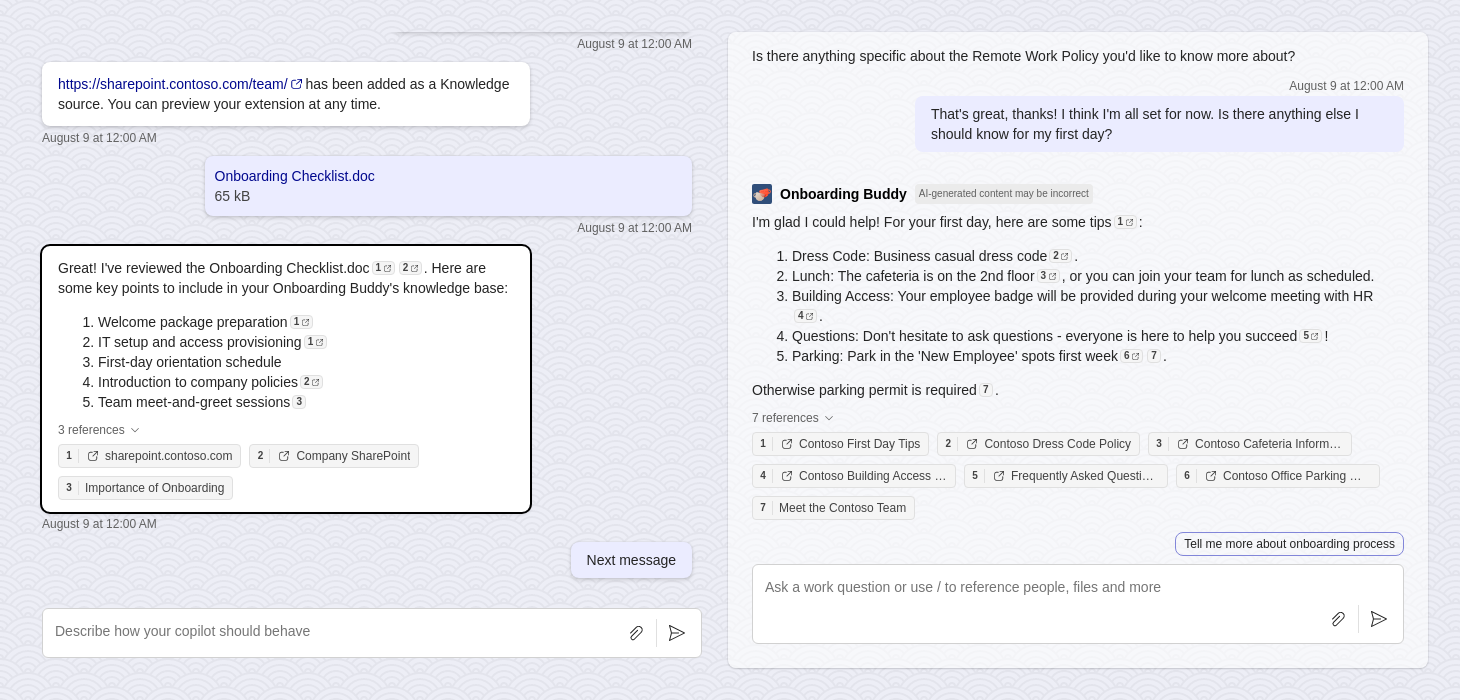 August 9 at 12:00 AM
https://sharepoint.contoso.com/team/ has been added as a Knowledge
source. You can preview your extension at any time.
August 9 at 12:00 AM
Onboarding Checklist.doc
65 kB
August 9 at 12:00 AM
Great! I've reviewed the Onboarding Checklist.doc 1 2 . Here are
some key points to include in your Onboarding Buddy's knowledge base:
1. Welcome package preparation 1
2. IT setup and access provisioning 1
3. First-day orientation schedule
4. Introduction to company policies 2
5. Team meet-and-greet sessions 3
3 references
1 sharepoint.contoso.com 2 Company SharePoint
3 Importance of Onboarding
August 9 at 12:00 AM
Next message
Describe how your copilot should behave
Is there anything specific about the Remote Work Policy you'd like to know more about?
August 9 at 12:00 AM
That's great, thanks! I think I'm all set for now. Is there anything else I
should know for my first day?
Onboarding Buddy AI-generated content may be incorrect
I'm glad I could help! For your first day, here are some tips 1 :
1. Dress Code: Business casual dress code 2 .
2. Lunch: The cafeteria is on the 2nd floor 3 , or you can join your team for lunch as scheduled.
3. Building Access: Your employee badge will be provided during your welcome meeting with HR
4 .
4. Questions: Don't hesitate to ask questions - everyone is here to help you succeed 5 !
5. Parking: Park in the 'New Employee' spots first week 6 7 .
Otherwise parking permit is required 7 .
7 references
1 Contoso First Day Tips 2 Contoso Dress Code Policy 3 Contoso Cafeteria Inform…
4 Contoso Building Access … 5 Frequently Asked Questi… 6 Contoso Office Parking …
7 Meet the Contoso Team
Tell me more about onboarding process
Ask a work question or use / to reference people, files and more